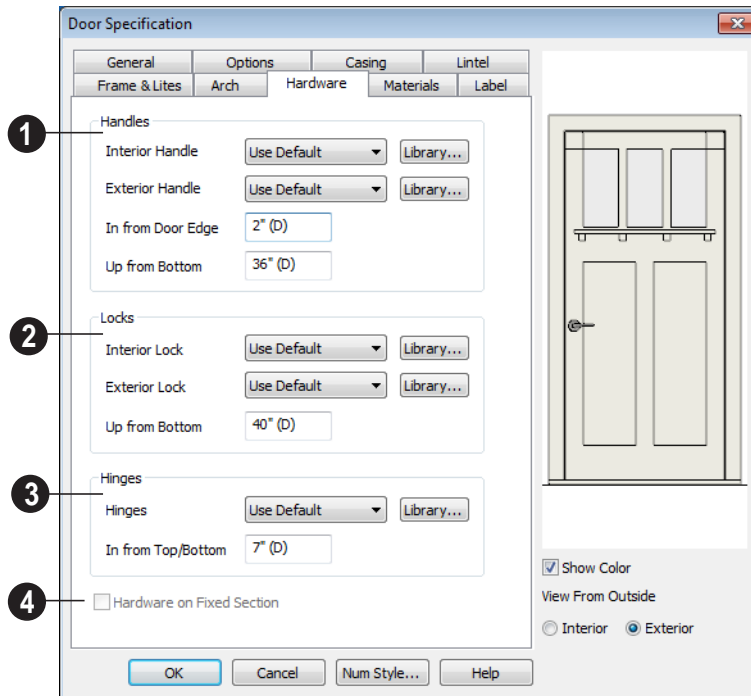 Door Specification
General Options Casing Lintel
Frame & Lites Arch Hardware Materials Label
1
Handles
Interior Handle Use Default Library...
Exterior Handle Use Default Library...
In from Door Edge 2" (D)
Up from Bottom 36" (D)
2
Locks
Interior Lock Use Default Library...
Exterior Lock Use Default Library...
Up from Bottom 40" (D)
3
Hinges
Hinges Use Default Library...
In from Top/Bottom 7" (D)
4
Hardware on Fixed Section
Show Color
View From Outside
Interior Exterior
OK Cancel Num Style... Help